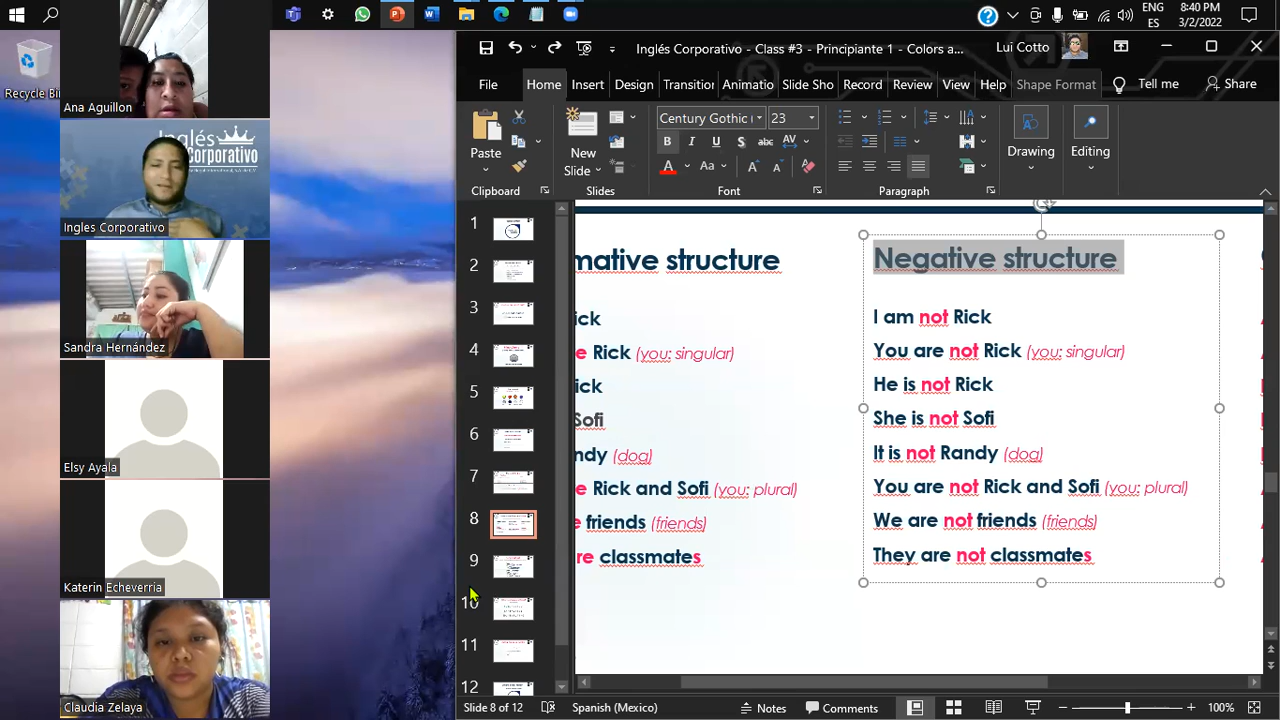 ENG
ES
8:40 PM
3/2/2022
Recycle Bin
Inglés Corporativo - Class #3 - Principiante 1 - Colors a...
Lui Cotto
File
Home
Insert
Design
Transition
Animatio
Slide Sho
Record
Review
View
Help
Shape Format
Tell me
Share
Century Gothic (
23
Paste
New
Slide
Drawing
Editing
Clipboard
Slides
Font
Paragraph
Ana Aguillon
Inglés
Corporativo
Ingles Corporativo
Sandra Hernández
Elsy Ayala
Katerin Echeverria
Claudia Zelaya
1
2
3
4
5
6
7
8
9
10
11
12
mative structure
ick
e Rick (you: singular)
ick
Sofi
ndy (dog)
e Rick and Sofi (you: plural)
e friends (friends)
re classmates
Negative structure
I am not Rick
You are not Rick (you: singular)
He is not Rick
She is not Sofi
It is not Randy (dog)
You are not Rick and Sofi (you: plural)
We are not friends (friends)
They are not classmates
Slide 8 of 12
Spanish (Mexico)
Notes
Comments
100%